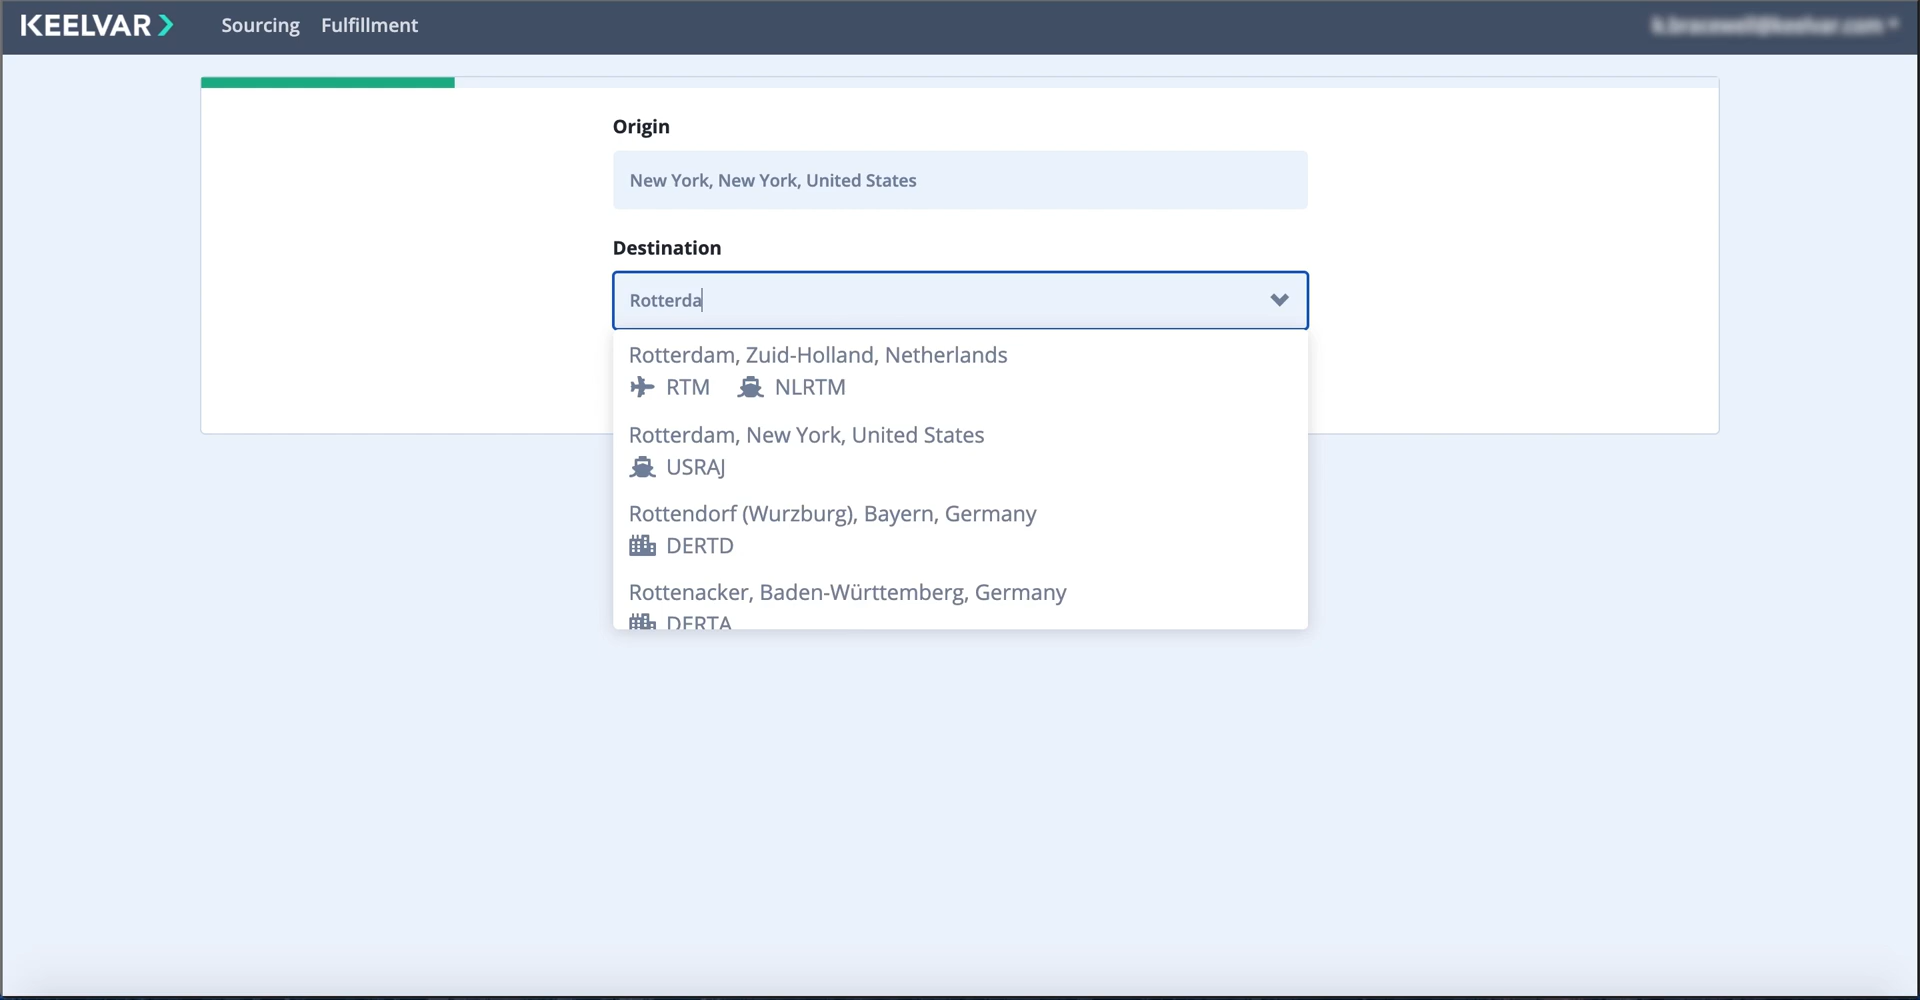 KEELVAR
Sourcing Fulfillment
Origin
New York, New York, United States
Destination
Rotterda
Rotterdam, Zuid-Holland, Netherlands
RTM NLRTM
Rotterdam, New York, United States
USRAJ
Rottendorf (Wurzburg), Bayern, Germany
DERTD
Rottenacker, Baden-Württemberg, Germany
DERTA